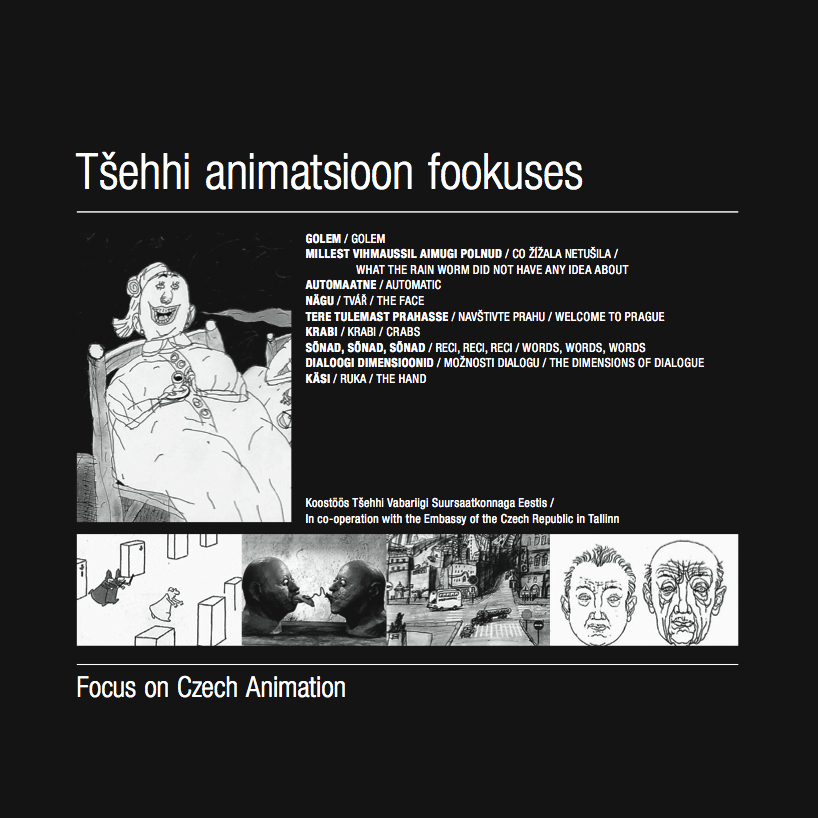 Tšehhi animatsioon fookuses
GOLEM / GOLEM
MILLEST VIHMAUSSIL AIMUGI POLNUD / CO ŽÍŽALA NETUŠILA /
WHAT THE RAIN WORM DID NOT HAVE ANY IDEA ABOUT
AUTOMAATNE / AUTOMATIC
NÄGU / TVÁŘ / THE FACE
TERE TULEMAST PRAHASSE / NAVŠTIVTE PRAHU / WELCOME TO PRAGUE
KRABI / KRABI / CRABS
SÕNAD, SÕNAD, SÕNAD / RECI, RECI, RECI / WORDS, WORDS, WORDS
DIALOOGI DIMENSIOONID / MOŽNOSTI DIALOGU / THE DIMENSIONS OF DIALOGUE
KÄSI / RUKA / THE HAND
Koostöös Tšehhi Vabariigi Suursaatkonnaga Eestis /
In co-operation with the Embassy of the Czech Republic in Tallinn
Focus on Czech Animation